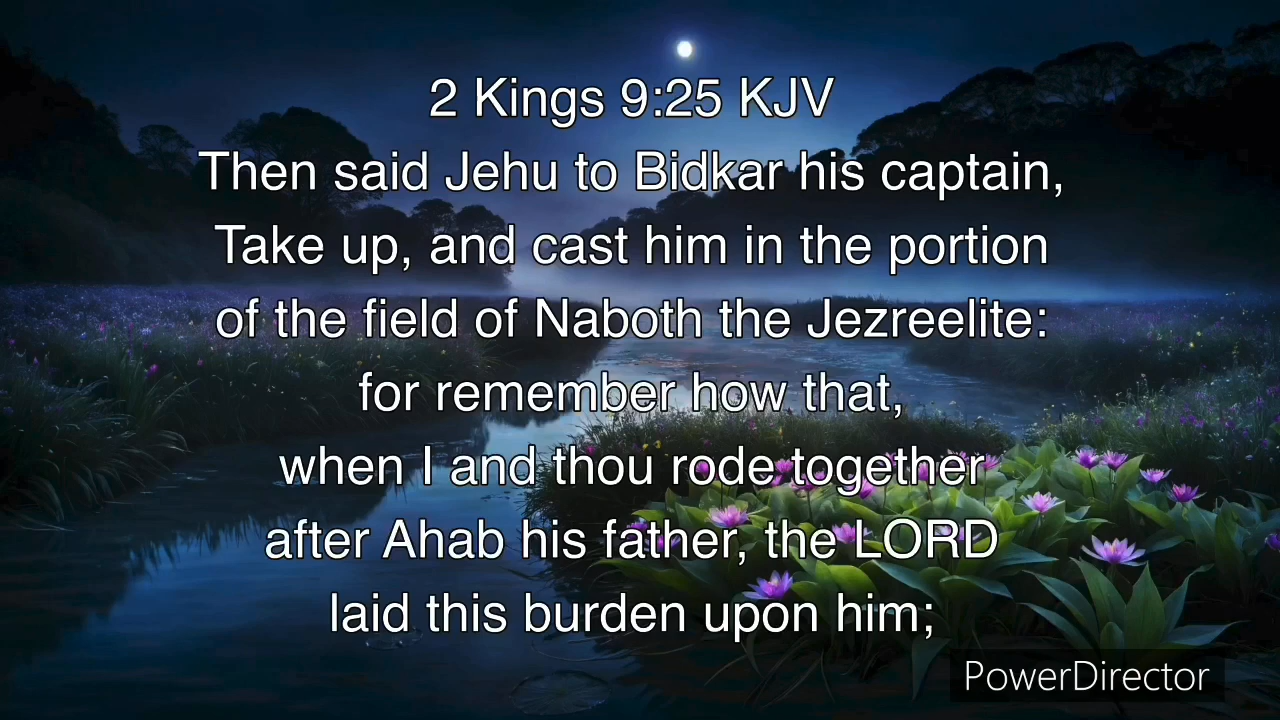 2 Kings 9:25 KJV
Then said Jehu to Bidkar his captain,
Take up, and cast him in the portion
of the field of Naboth the Jezreelite:
for remember how that,
when I and thou rode together
after Ahab his father, the LORD
laid this burden upon him;
PowerDirector